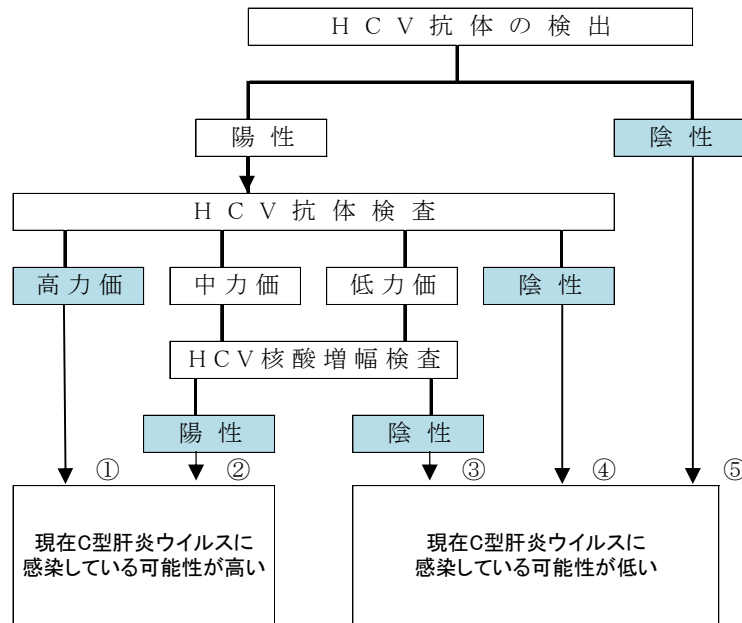 HCV抗体の検出
陽性
陰性
HCV抗体検査
高力価
中力価
低力価
陰性
HCV核酸増幅検査
陽性
陰性
①
②
③
④
⑤
現在C型肝炎ウイルスに
感染している可能性が高い
現在C型肝炎ウイルスに
感染している可能性が低い